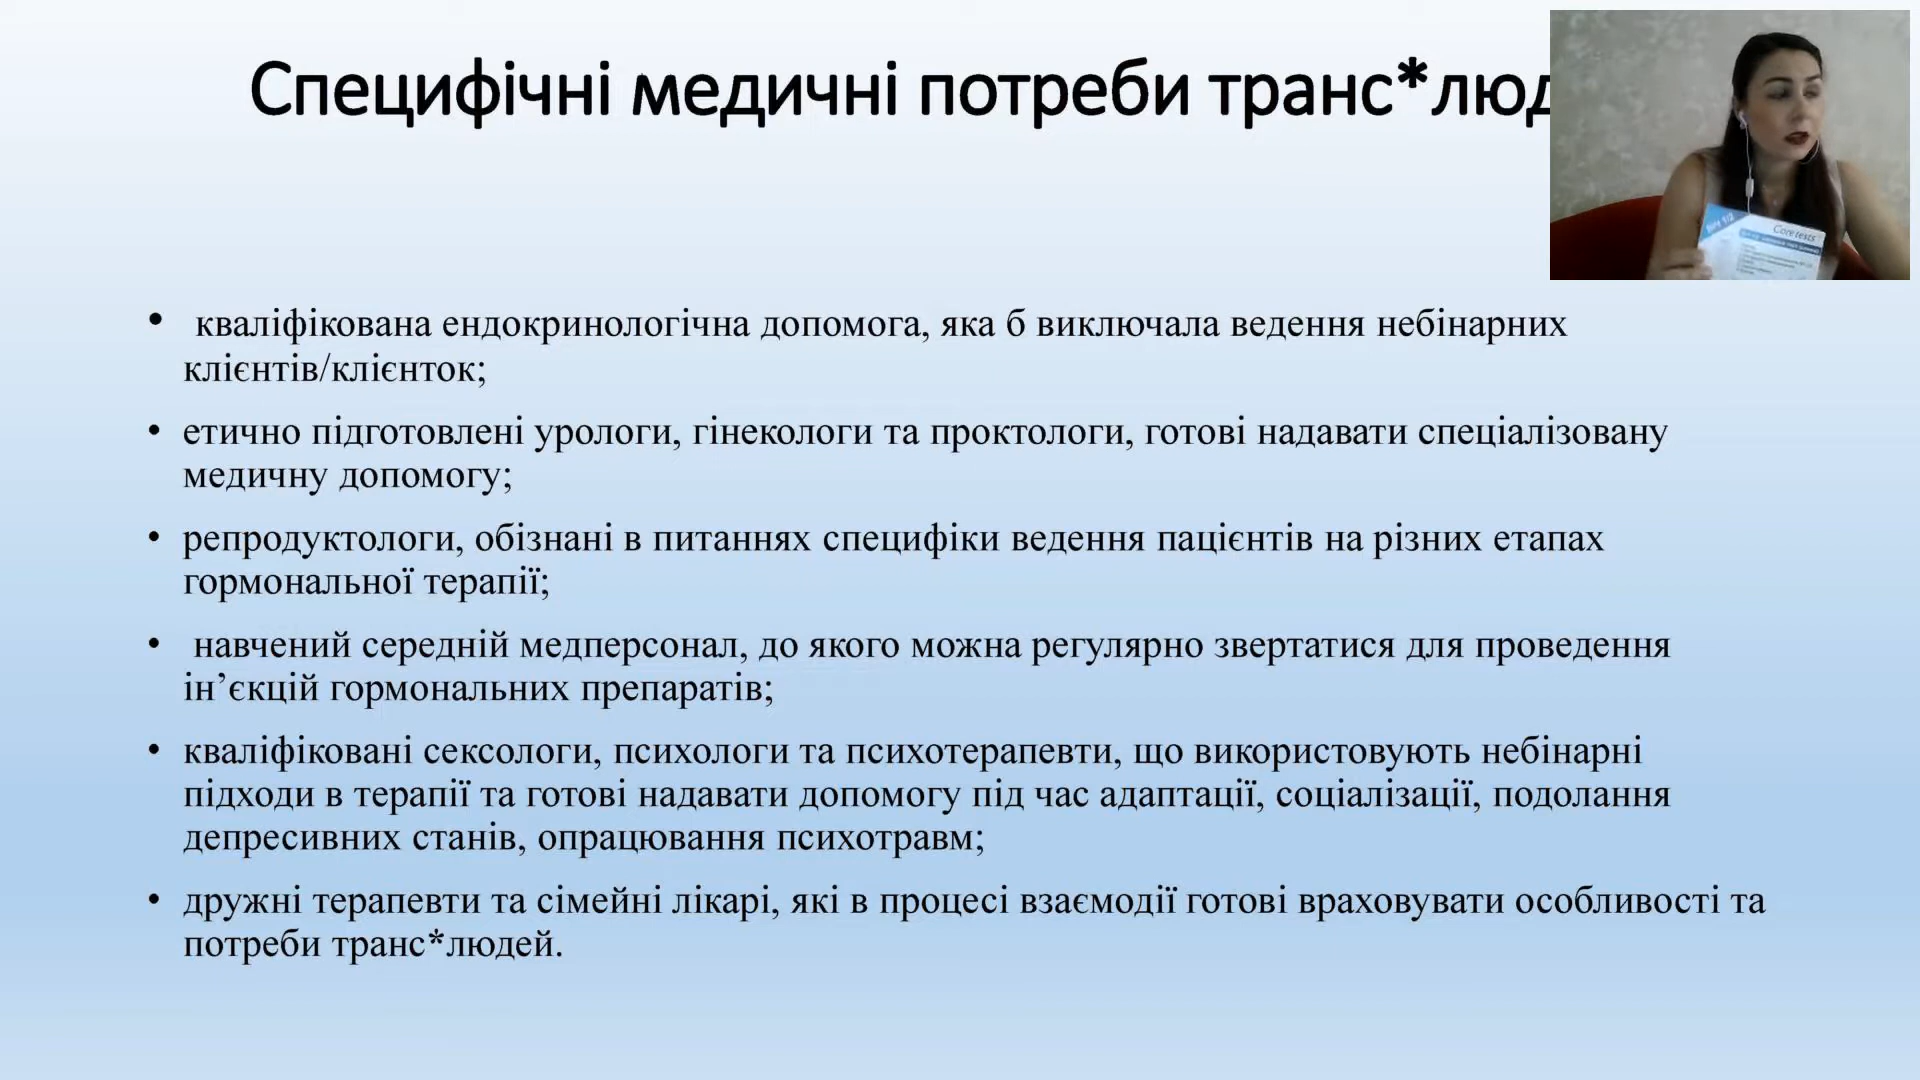 Специфічні медичні потреби транс*люд
Core tests
• кваліфікована ендокринологічна допомога, яка б виключала ведення небінарних
клієнтів/клієнток;
• етично підготовлені урологи, гінекологи та проктологи, готові надавати спеціалізовану
медичну допомогу;
• репродуктологи, обізнані в питаннях специфіки ведення пацієнтів на різних етапах
гормональної терапії;
• навчений середній медперсонал, до якого можна регулярно звертатися для проведення
ін’єкцій гормональних препаратів;
• кваліфіковані сексологи, психологи та психотерапевти, що використовують небінарні
підходи в терапії та готові надавати допомогу під час адаптації, соціалізації, подолання
депресивних станів, опрацювання психотравм;
• дружні терапевти та сімейні лікарі, які в процесі взаємодії готові враховувати особливості та
потреби транс*людей.